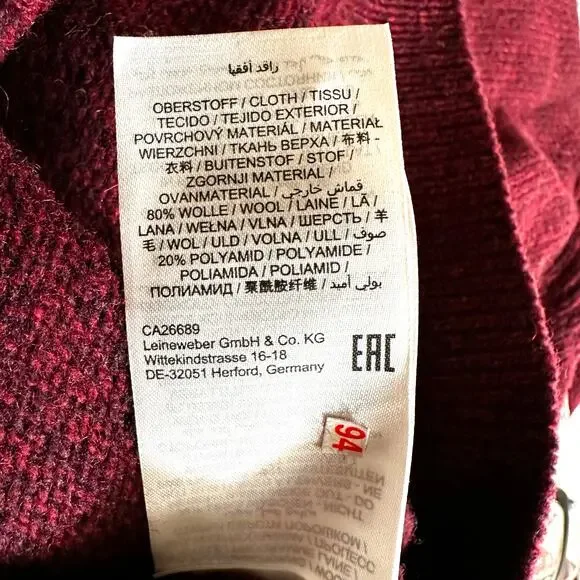 راقد أفقيا
OBERSTOFF / CLOTH / TISSU /
TECIDO / TEJIDO EXTERIOR /
POVRCHOVÝ MATERIÁL / MATERIAŁ
WIERZCHNI / ТКАНЬ ВЕРХА / 布料 -
衣料 / BUITENSTOF / STOF /
ZGORNJI MATERIAL /
OVANMATERIAL / قماش خارجي /
80% WOLLE / WOOL / LAINE / LÃ /
LANA / WEŁNA / VLNA / ШЕРСТЬ / 羊
毛 / WOL / ULD / VOLNA / ULL / صوف
20% POLYAMID / POLYAMIDE /
POLIAMIDA / POLIAMID /
ПОЛИАМИД / 聚酰胺纤维 / بولي أميد /
CA26689
Leineweber GmbH & Co. KG
Wittekindstrasse 16-18
DE-32051 Herford, Germany
EAC
94